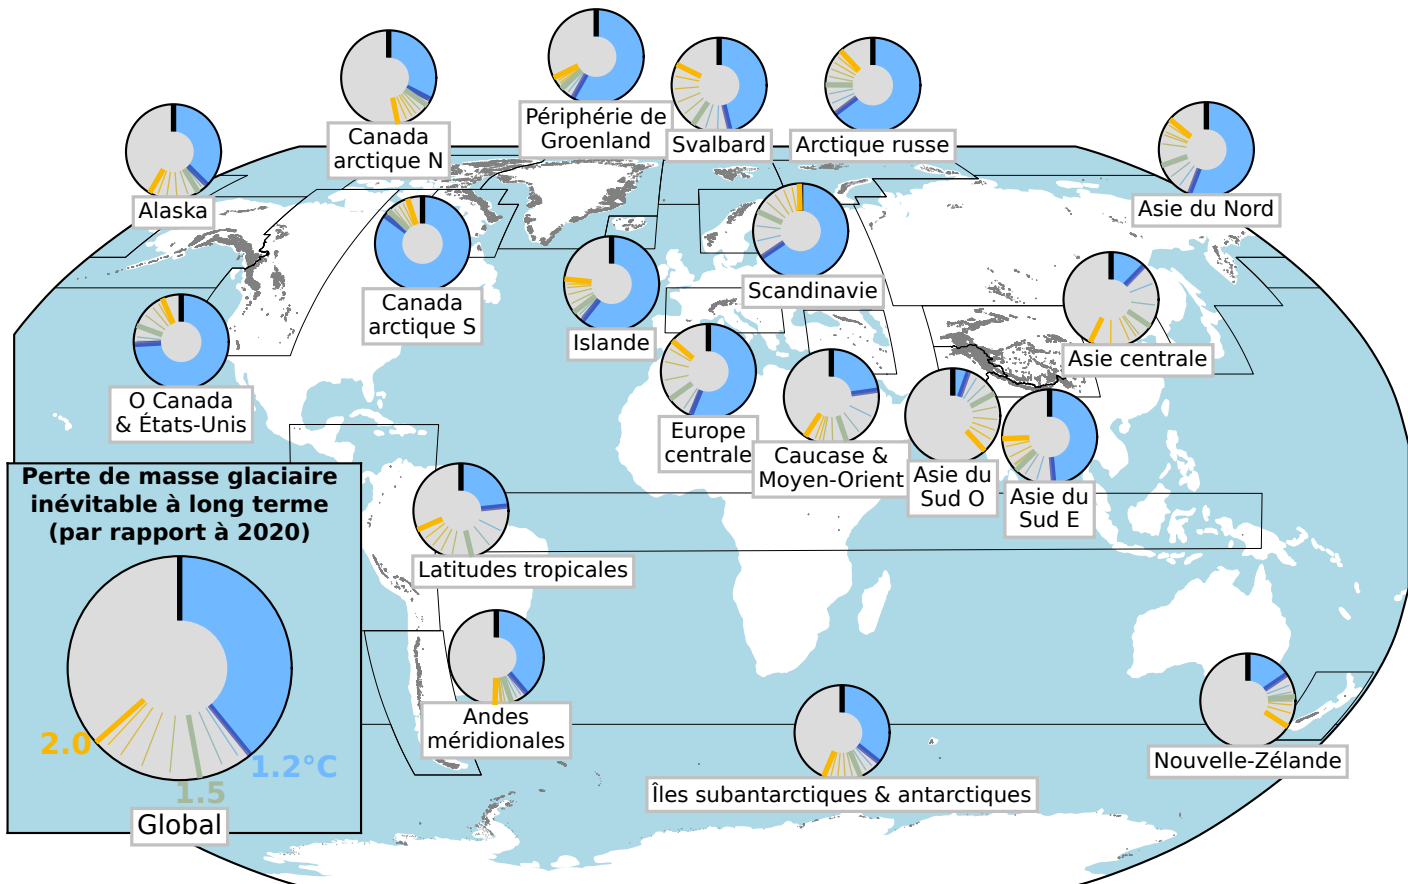 Périphérie de
Groenland
Canada
arctique N
Svalbard
Arctique russe
Alaska
Asie du Nord
Canada
arctique S
Scandinavie
Islande
Asie centrale
O Canada
& États-Unis
Europe
centrale
Caucase &
Moyen-Orient
Asie du
Sud O
Asie du
Sud E
Perte de masse glaciaire
inévitable à long terme
(par rapport à 2020)
2.0
1.2°C
1.5
Global
Latitudes tropicales
Andes
méridionales
Nouvelle-Zélande
Îles subantarctiques & antarctiques